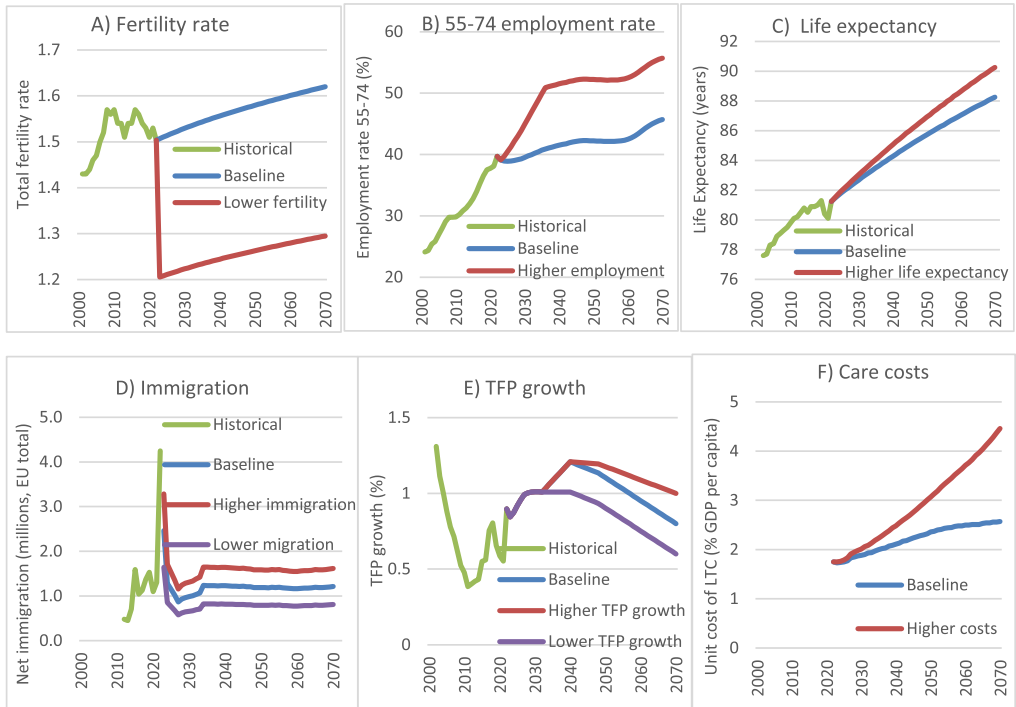 A) Fertility rate
Total fertility rate
1.7
1.6
1.5
1.4
1.3
1.2
Historical
Baseline
Lower fertility
2000
2010
2020
2030
2040
2050
2060
2070
B) 55-74 employment rate
Employment rate 55-74 (%)
60
50
40
30
20
Historical
Baseline
Higher employment
2000
2010
2020
2030
2040
2050
2060
2070
C) Life expectancy
Life Expectancy (years)
92
90
88
86
84
82
80
78
76
Historical
Baseline
Higher life expectancy
2000
2010
2020
2030
2040
2050
2060
2070
D) Immigration
Net immigration (millions, EU total)
5.0
4.0
3.0
2.0
1.0
0.0
Historical
Baseline
Higher immigration
Lower migration
2000
2010
2020
2030
2040
2050
2060
2070
E) TFP growth
TFP growth (%)
1.5
1
0.5
0
Historical
Baseline
Higher TFP growth
Lower TFP growth
2000
2010
2020
2030
2040
2050
2060
2070
F) Care costs
Unit cost of LTC (% GDP per capita)
5
4
3
2
1
0
Baseline
Higher costs
2000
2010
2020
2030
2040
2050
2060
2070